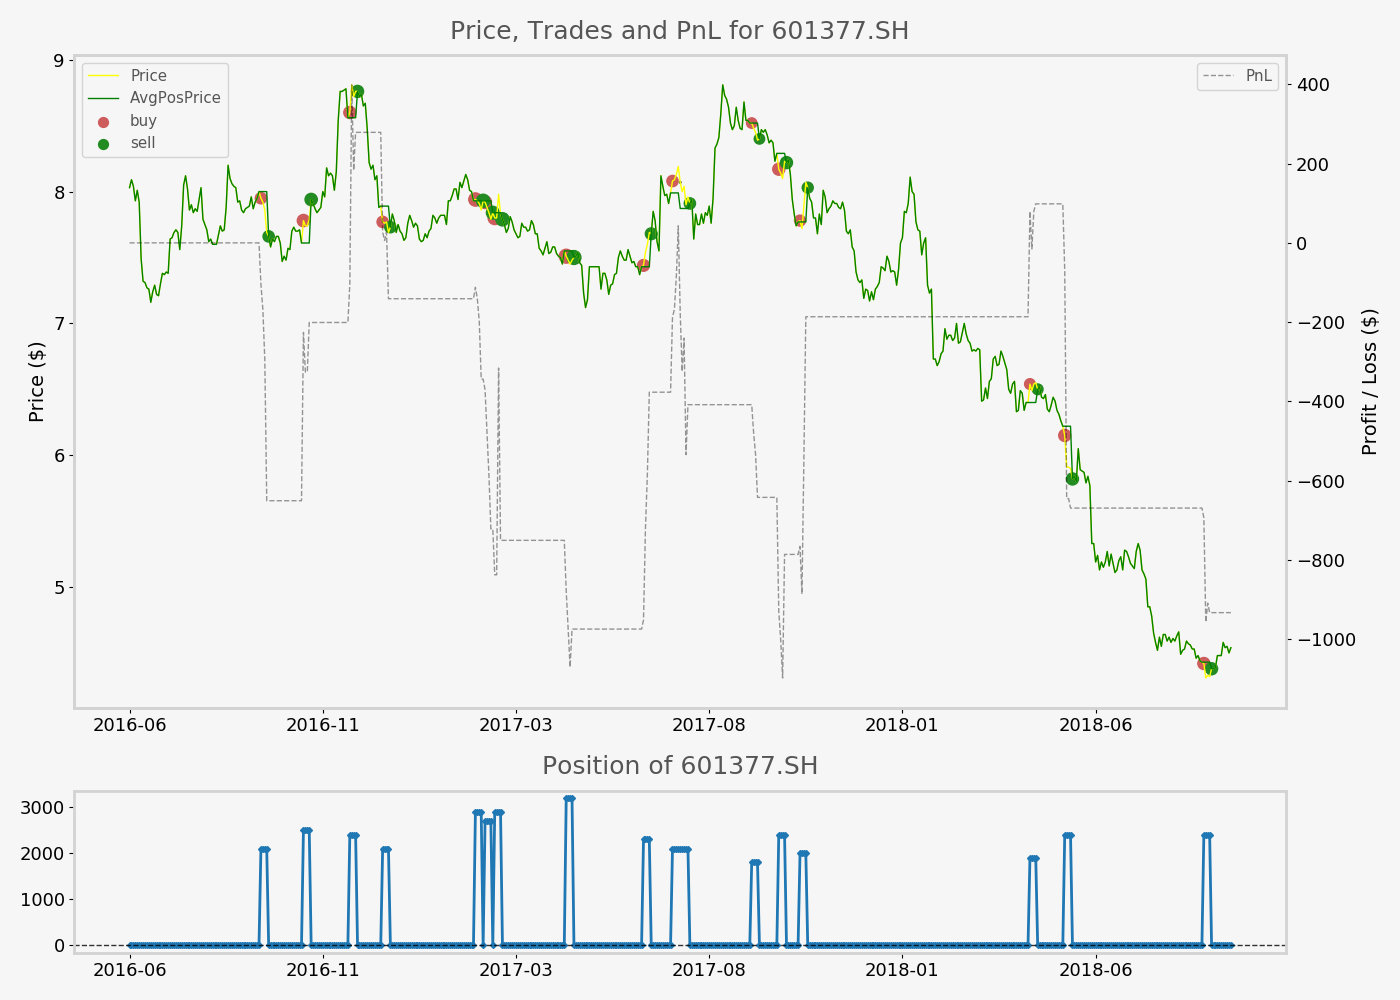 Price, Trades and PnL for 601377.SH
Price
AvgPosPrice
buy
sell
PnL
9
8
7
6
5
Price ($)
400
200
0
−200
−400
−600
−800
−1000
Profit / Loss ($)
2016-06 2016-11 2017-03 2017-08 2018-01 2018-06
Position of 601377.SH
3000
2000
1000
0
2016-06 2016-11 2017-03 2017-08 2018-01 2018-06